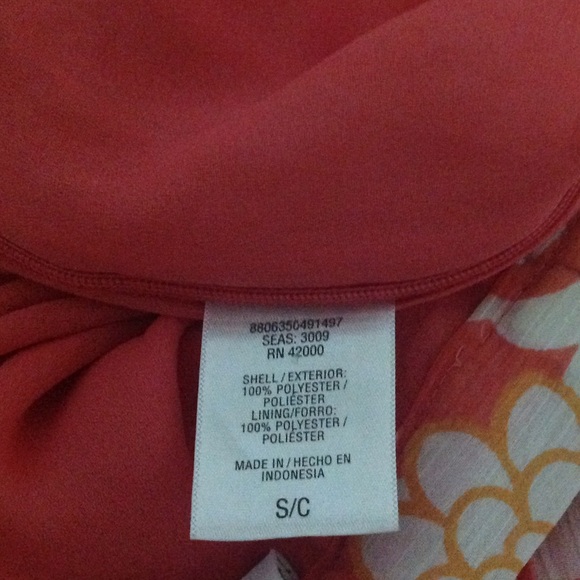 8806350491497
SEAS: 3009
RN 42000
SHELL / EXTERIOR:
100% POLYESTER /
POLIÉSTER
LINING/FORRO:
100% POLYESTER /
POLIÉSTER
MADE IN / HECHO EN
INDONESIA
S/C